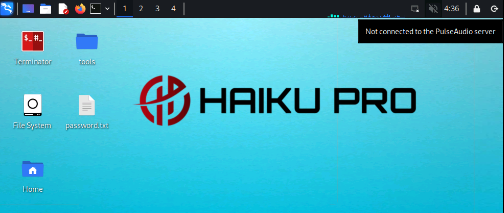 1 2 3 4 4:36
Not connected to the PulseAudio server
$_ #_
Terminator tools
HAIKU PRO
File System password.txt
Home